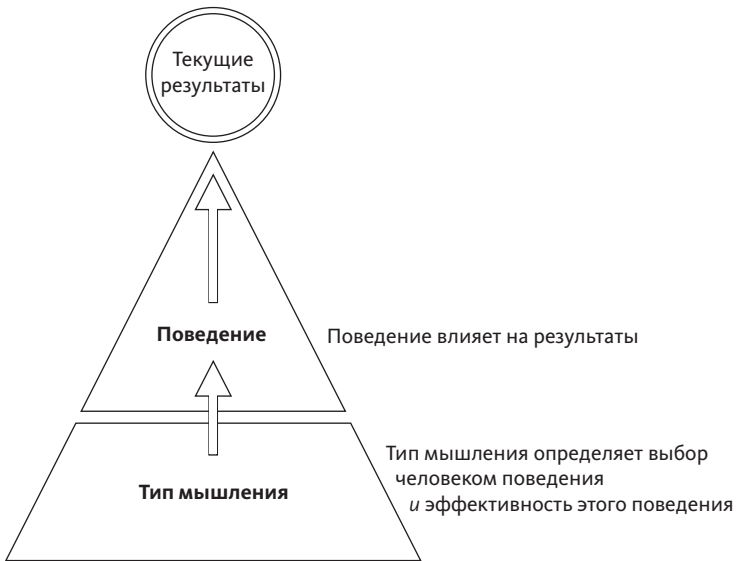 Текущие
результаты
Поведение
Поведение влияет на результаты
Тип мышления определяет выбор
человеком поведения
и эффективность этого поведения
Тип мышления